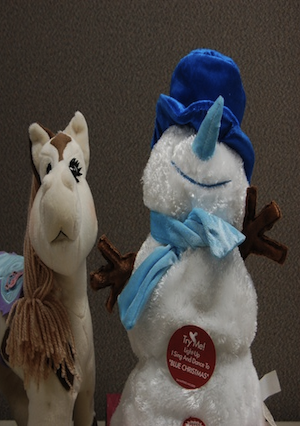 Try Me!
Light Up
I Sing And Dance To
"BLUE CHRISTMAS"